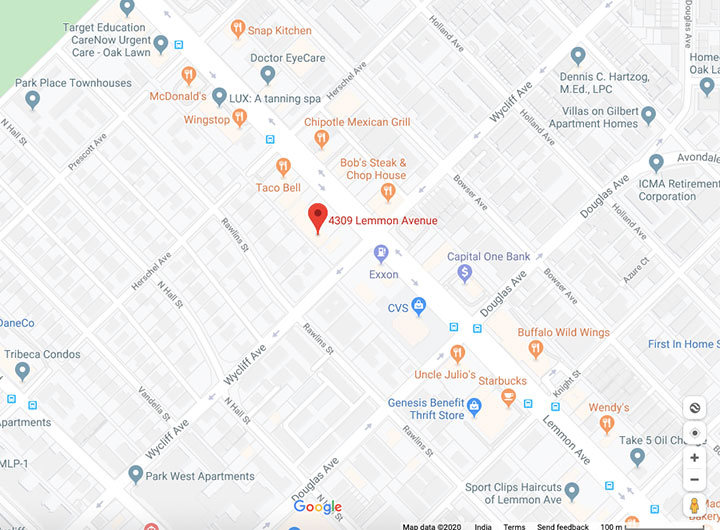 Target Education
CareNow Urgent
Care - Oak Lawn
Snap Kitchen
Holland Ave
Douglas Ave
Doctor EyeCare
Herschel Ave
Dennis C. Hartzog,
M.Ed., LPC
Home
Oak La
Park Place Townhouses
McDonald's
LUX: A tanning spa
Wingstop
Wycliff Ave
Villas on Gilbert
Apartment Homes
Holland Ave
N Hall St
Prescott Ave
Chipotle Mexican Grill
Bob's Steak &
Chop House
Taco Bell
Avondale
Bowser Ave
Douglas Ave
ICMA Retirement
Corporation
Holland Ave
4309 Lemmon Avenue
Rawlins St
Herschel Ave
N Hall St
Exxon
Capital One Bank
Azure Ct
Bowser Ave
Douglas Ave
CVS
DaneCo
Rawlins St
Buffalo Wild Wings
First In Home S
Tribeca Condos
Wycliff Ave
Uncle Julio's
Starbucks
Knight St
Vandelia St
N Hall St
Genesis Benefit
Thrift Store
Wendy's
partments
Wycliff Ave
Rawlins St
Lemmon Ave
Take 5 Oil Change
MLP-1
Park West Apartments
Douglas Ave
Sport Clips Haircuts
of Lemmon Ave
N Hall St
Google
Mac
Bakery
Map data ©2020
India
Terms
Send feedback
100 m